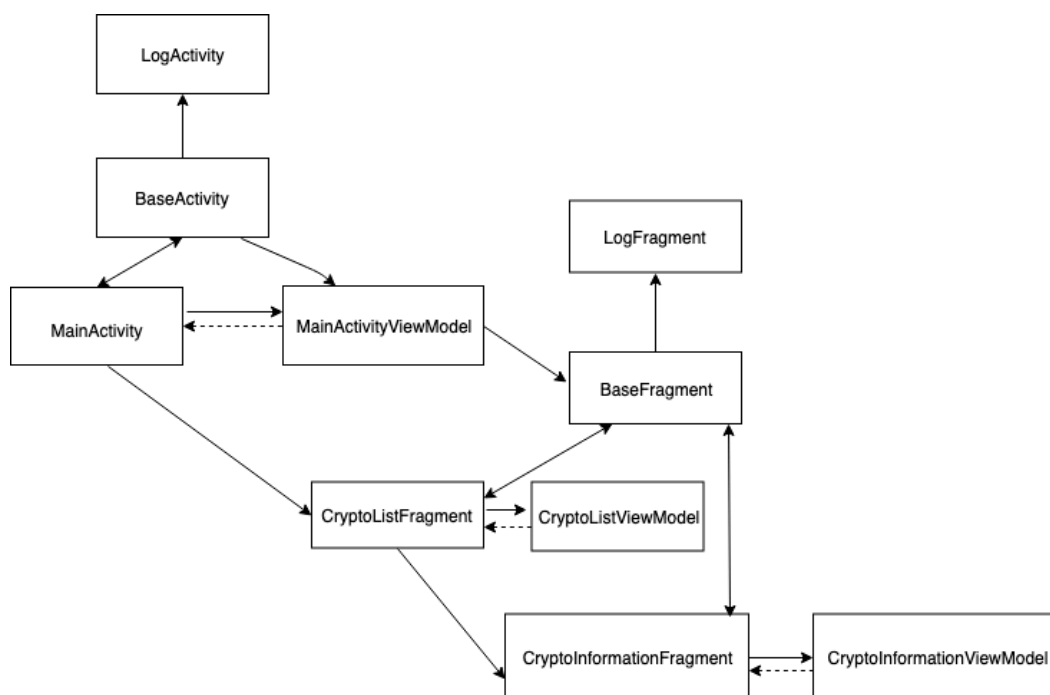 LogActivity
BaseActivity
LogFragment
MainActivity
MainActivityViewModel
BaseFragment
CryptoListFragment
CryptoListViewModel
CryptoInformationFragment
CryptoInformationViewModel